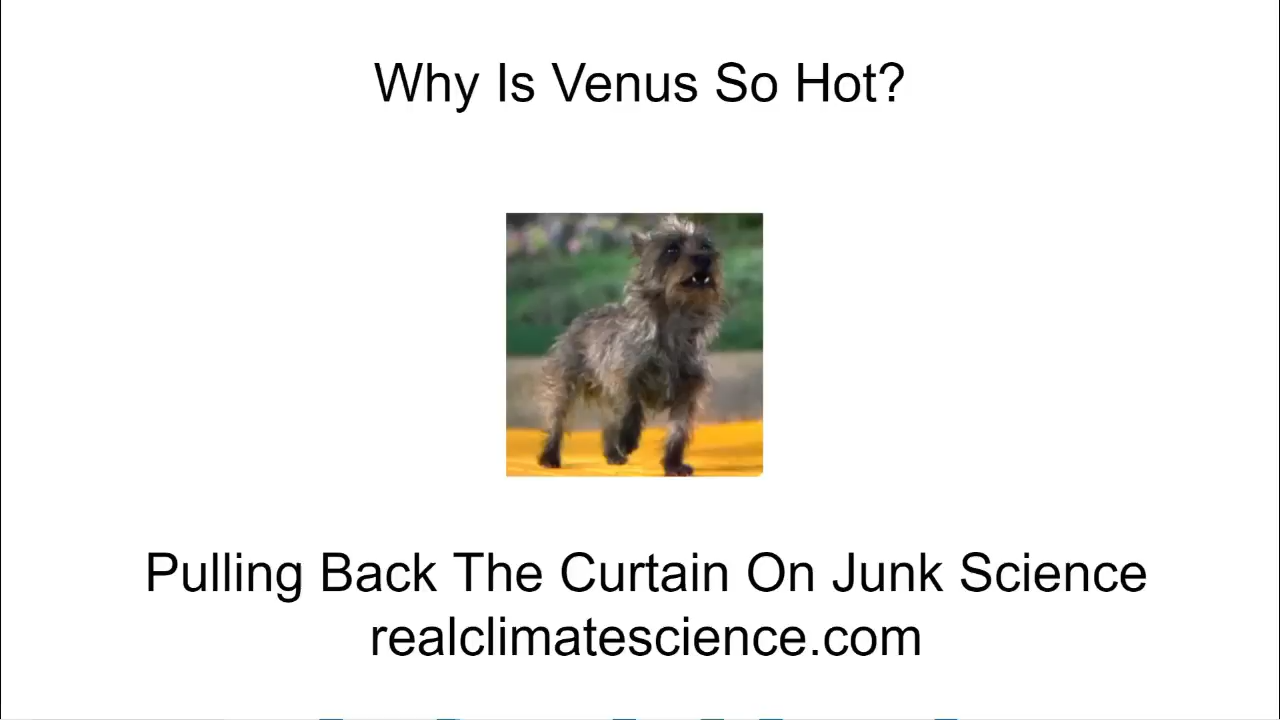 Why Is Venus So Hot?
Pulling Back The Curtain On Junk Science
realclimatescience.com